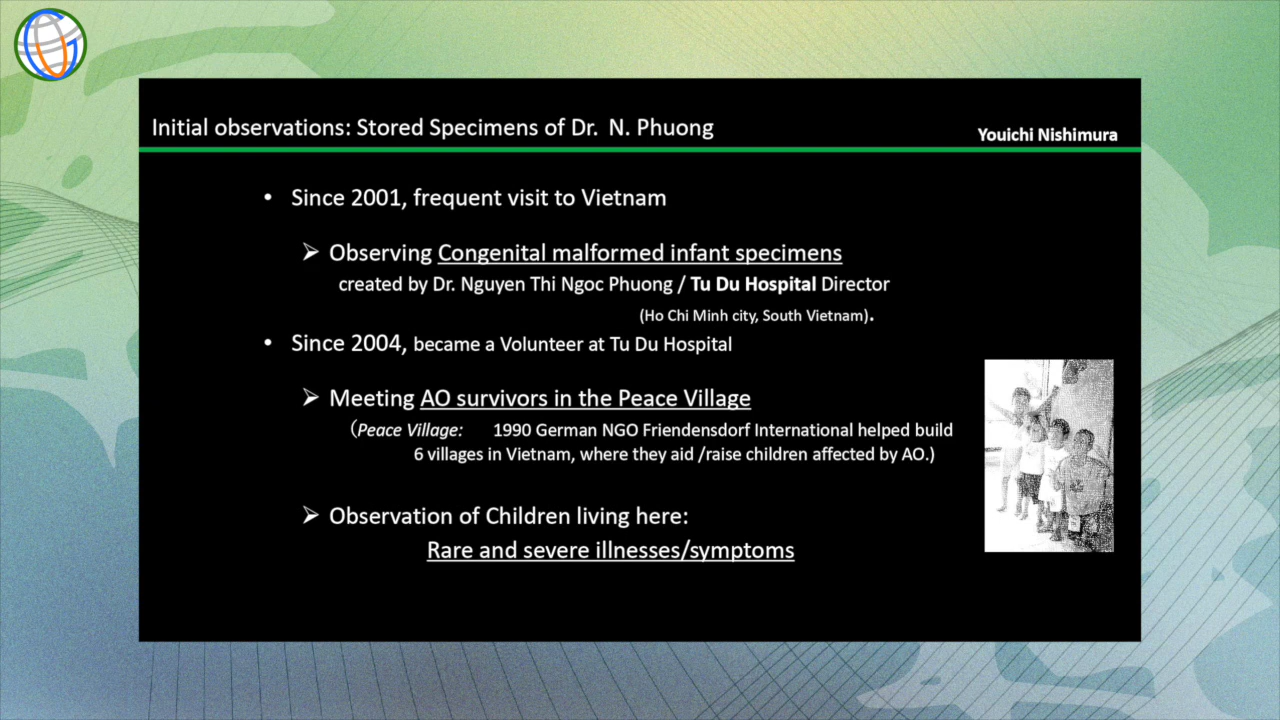 Initial observations: Stored Specimens of Dr. N. Phuong
Youichi Nishimura
• Since 2001, frequent visit to Vietnam
➢ Observing Congenital malformed infant specimens
created by Dr. Nguyen Thi Ngoc Phuong / Tu Du Hospital Director
(Ho Chi Minh city, South Vietnam).
• Since 2004, became a Volunteer at Tu Du Hospital
➢ Meeting AO survivors in the Peace Village
(Peace Village: 1990 German NGO Friendensdorf International helped build
6 villages in Vietnam, where they aid /raise children affected by AO.)
➢ Observation of Children living here:
Rare and severe illnesses/symptoms